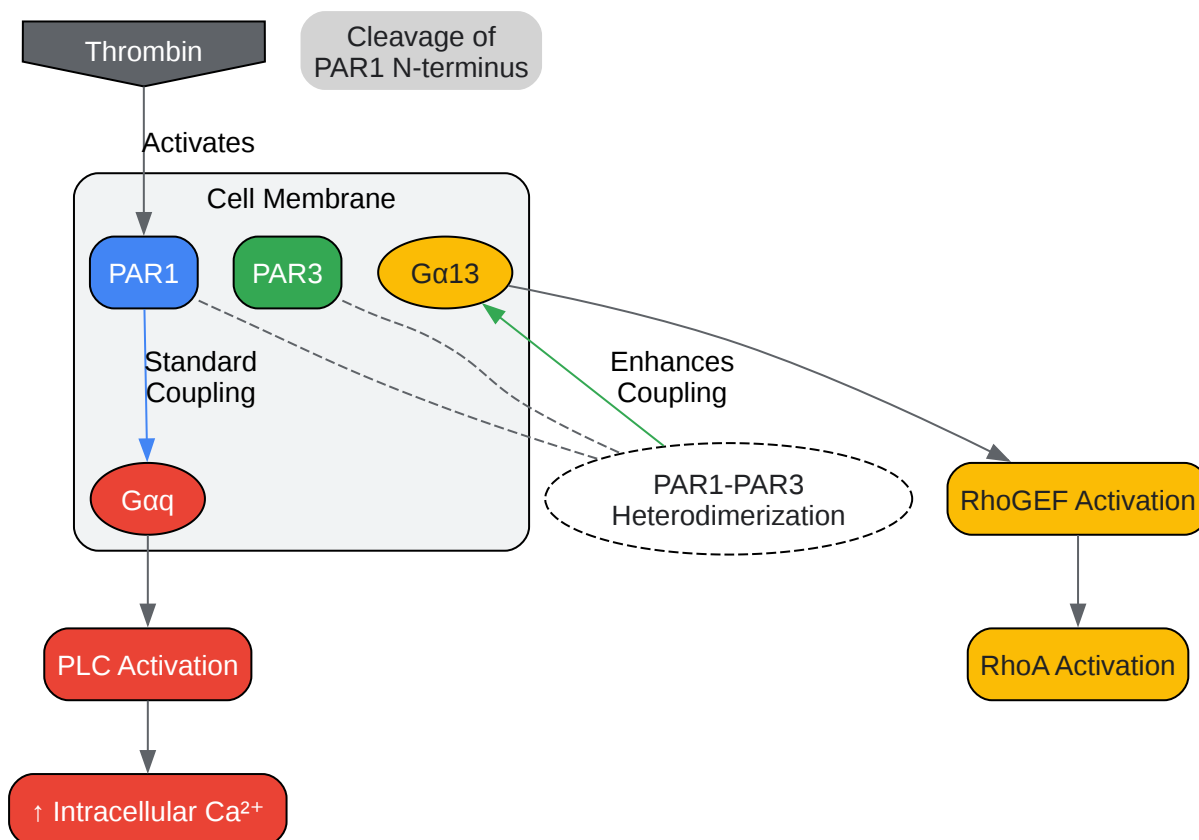 Thrombin
Cleavage of
PAR1 N-terminus
Activates
Cell Membrane
PAR1
PAR3
Gα13
Standard
Coupling
Enhances
Coupling
Gαq
PAR1-PAR3
Heterodimerization
RhoGEF Activation
PLC Activation
RhoA Activation
↑ Intracellular Ca²⁺